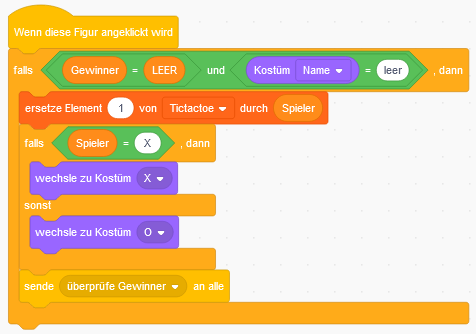 Wenn diese Figur angeklickt wird
falls Gewinner = LEER und Kostüm Name = leer , dann
ersetze Element 1 von Tictactoe durch Spieler
falls Spieler = X , dann
wechsle zu Kostüm X
sonst
wechsle zu Kostüm O
sende überprüfe Gewinner an alle